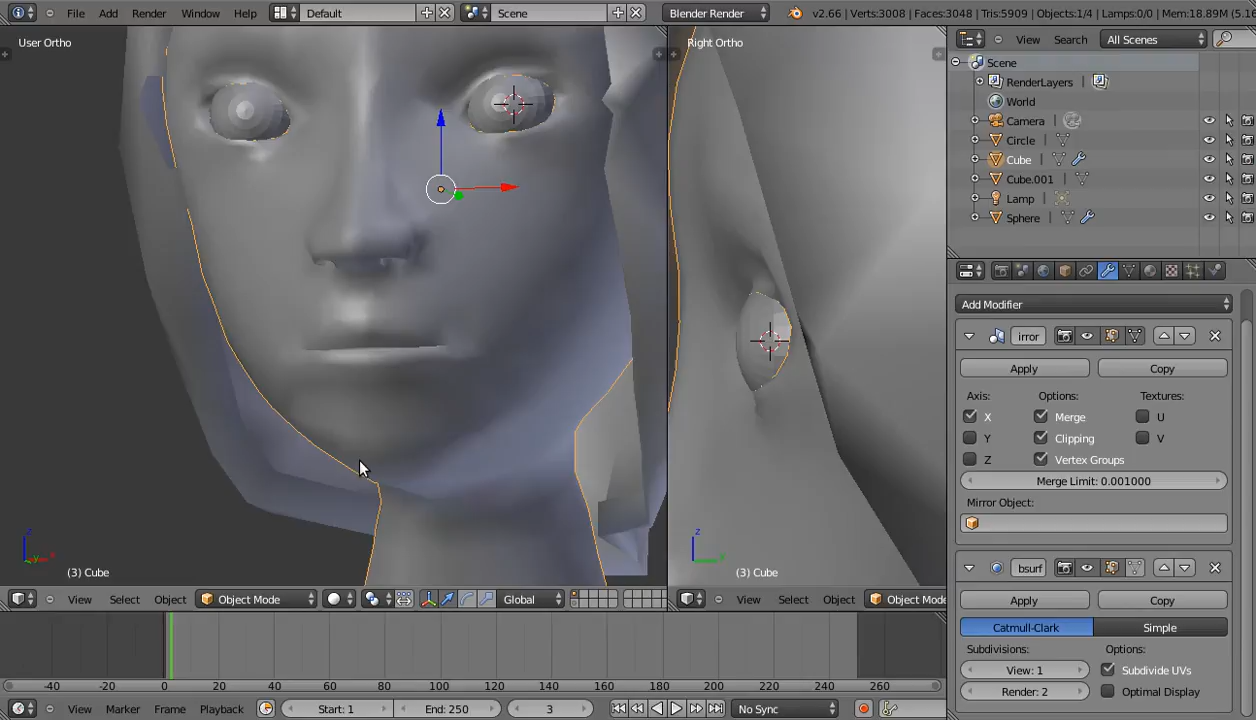 File Add Render Window Help Default Scene Blender Render v2.66 | Verts:3008 | Faces:3048 | Tris:5909 | Objects:1/4 | Lamps:0/0 | Mem:18.89M (5.16
User Ortho
Right Ortho
View Search All Scenes
Scene
RenderLayers
World
Camera
Circle
Cube
Cube.001
Lamp
Sphere
Add Modifier
irror
Apply Copy
Axis: Options: Textures:
X Merge U
Y Clipping V
Z Vertex Groups
Merge Limit: 0.001000
Mirror Object:
bsurf
Apply Copy
Catmull-Clark Simple
Subdivisions: Options:
View: 1 Subdivide UVs
Render: 2 Optimal Display
z
x
y
z
y
(3) Cube
(3) Cube
View Select Object Object Mode Global
View Select Object Object Mode
-40 -20 0 20 40 60 80 100 120 140 160 180 200 220 240 260
View Marker Frame Playback Start: 1 End: 250 3 No Sync